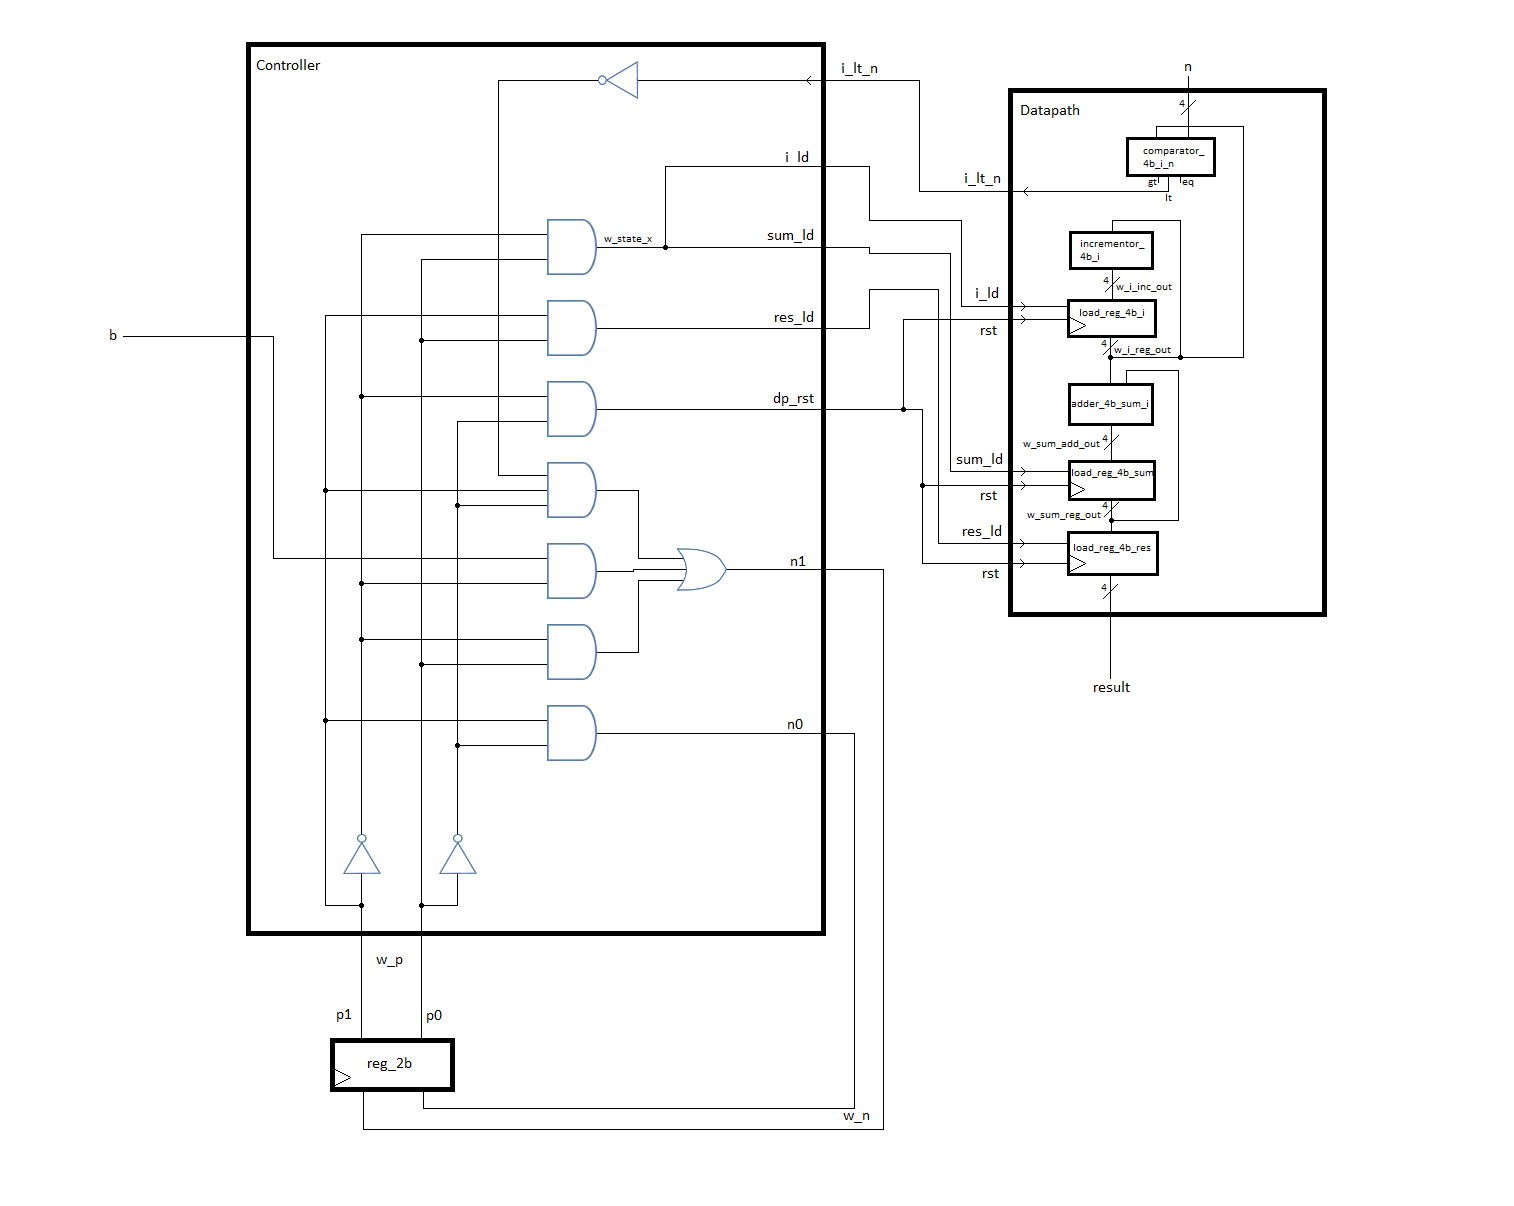 n
Controller
i_lt_n
Datapath
4
comparator_
4b_i_n
i_ld
i_lt_n
gt
eq
lt
w_state_x
sum_ld
incrementor_
4b_i
4
w_i_inc_out
i_ld
res_ld
load_reg_4b_i
rst
b
4
w_i_reg_out
dp_rst
adder_4b_sum_i
w_sum_add_out
4
sum_ld
load_reg_4b_sum
rst
4
w_sum_reg_out
res_ld
load_reg_4b_res
n1
rst
4
result
n0
w_p
p1
p0
reg_2b
w_n